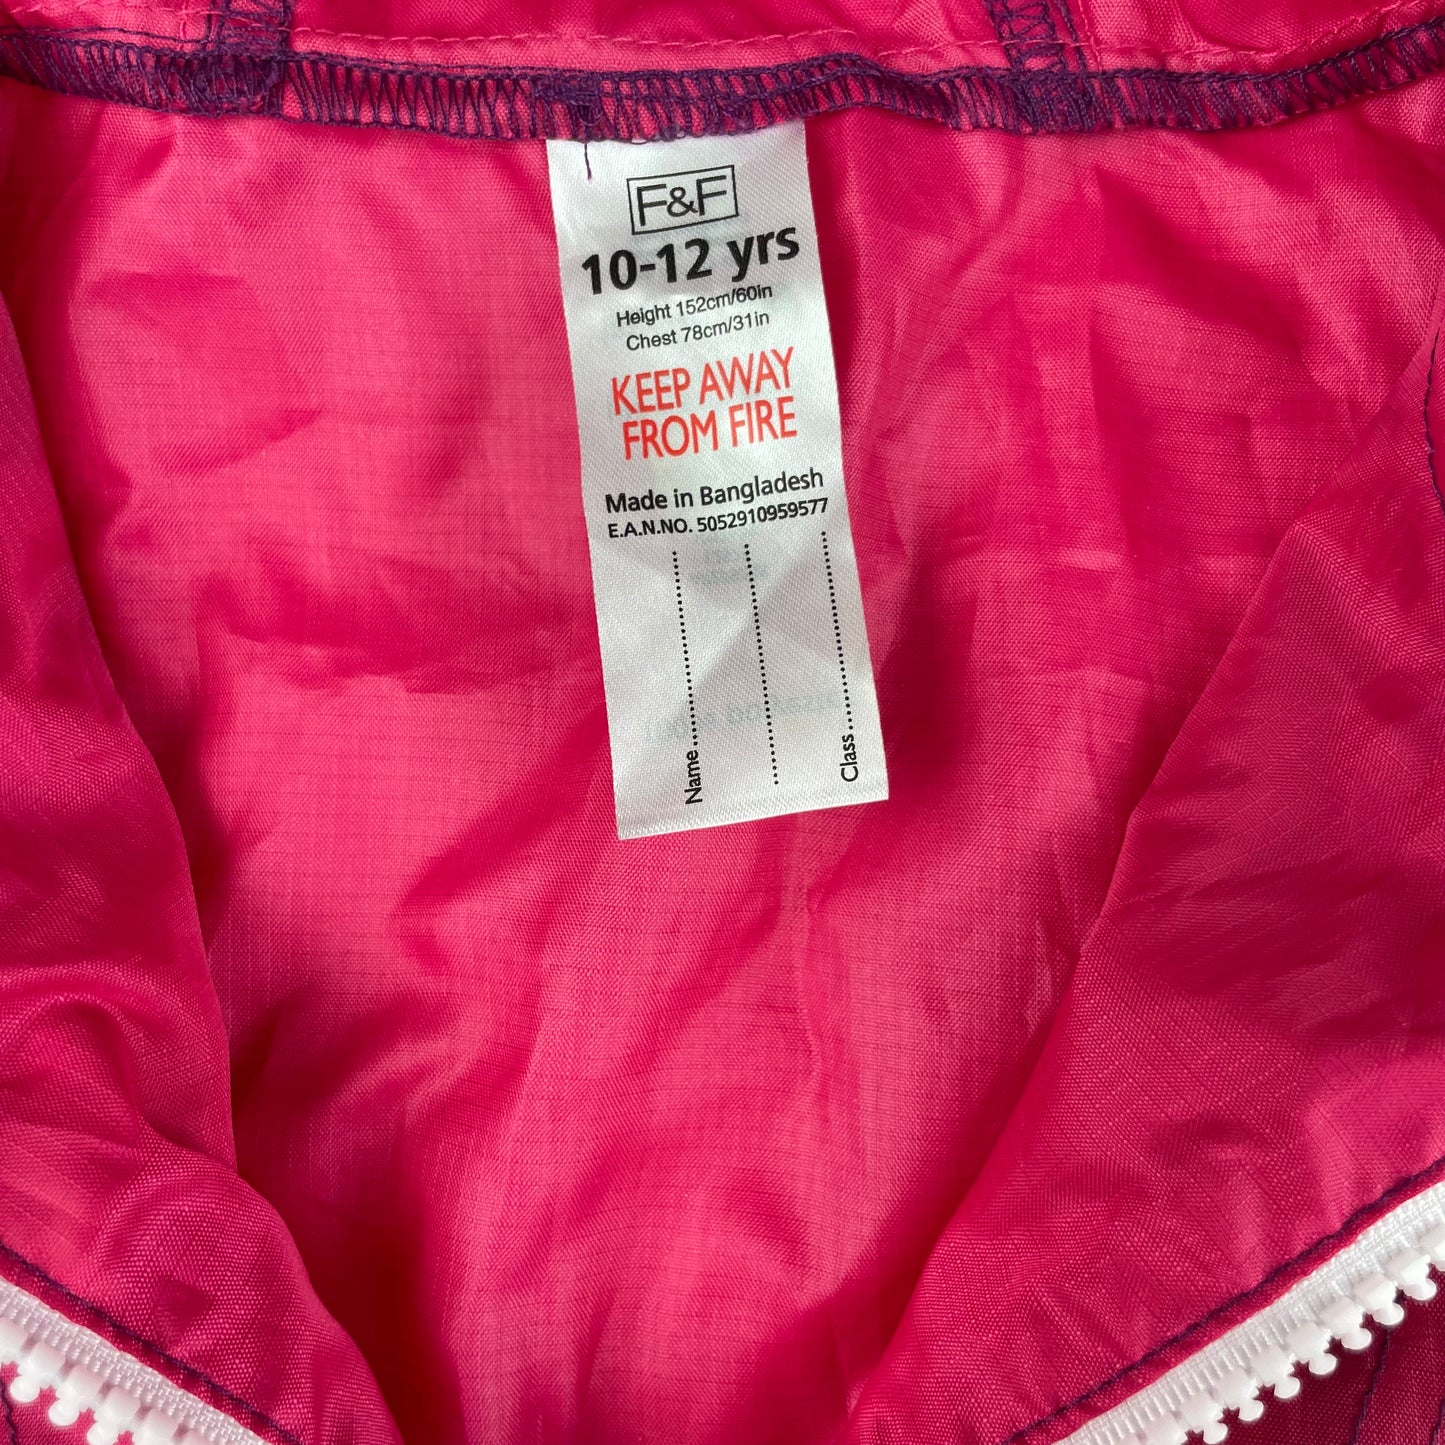 F&F
10-12 yrs
Height 152cm/60in
Chest 78cm/31in
KEEP AWAY
FROM FIRE
Made in Bangladesh
E.A.N.NO. 5052910959577
Name
Class